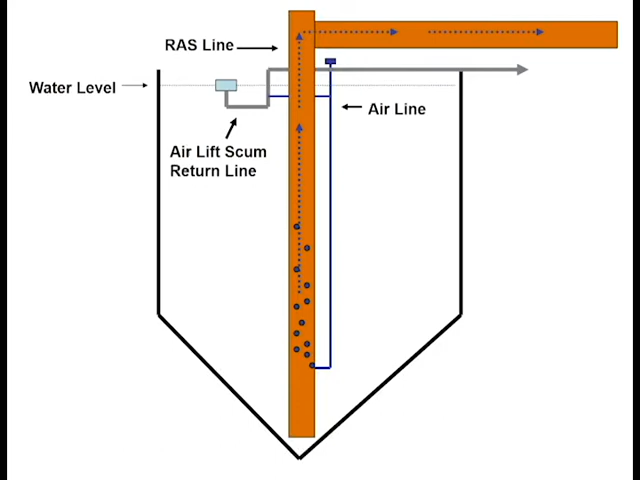 RAS Line
Water Level
Air Line
Air Lift Scum
Return Line